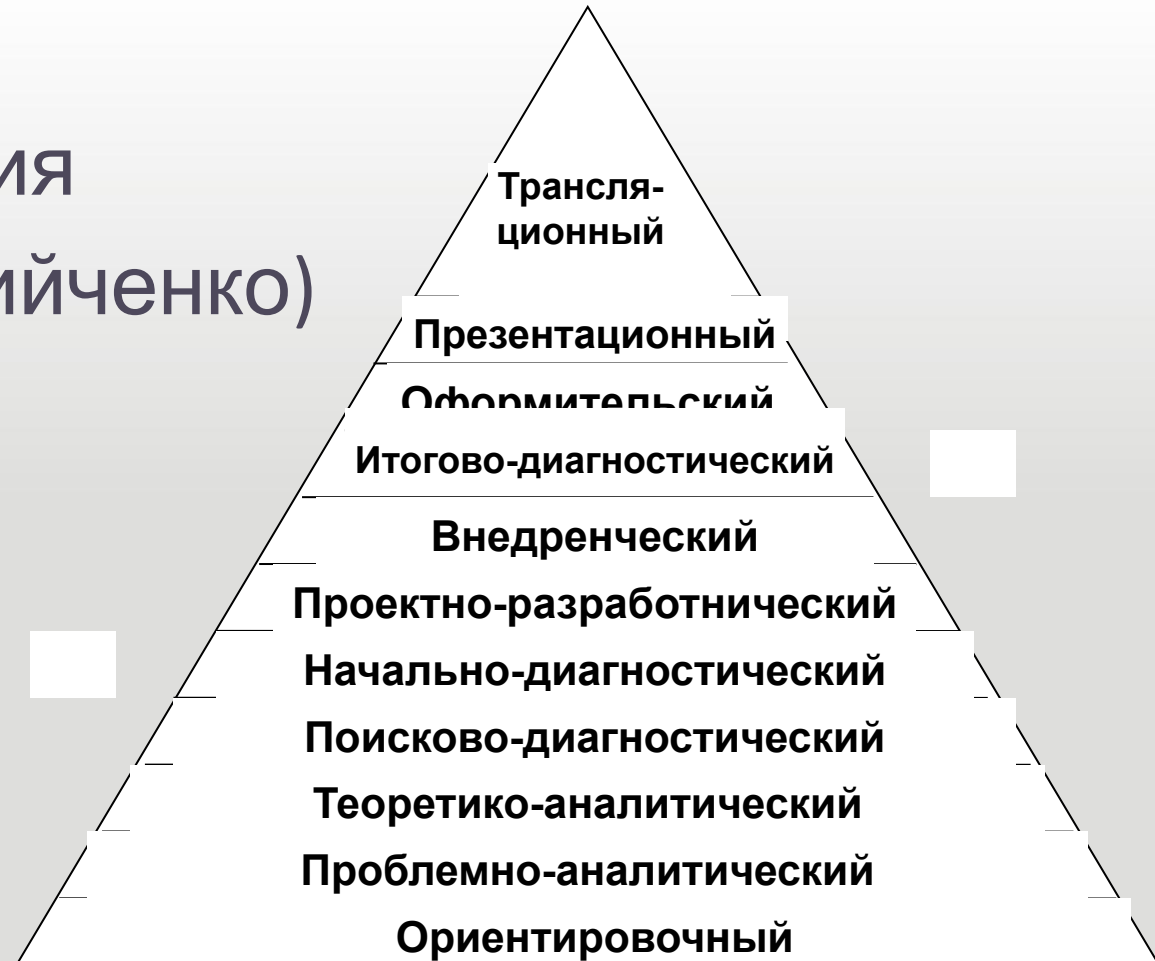 ия
ийченко)
Трансля-
ционный
Презентационный
Оформительский
Итогово-диагностический
Внедренческий
Проектно-разработнический
Начально-диагностический
Поисково-диагностический
Теоретико-аналитический
Проблемно-аналитический
Ориентировочный